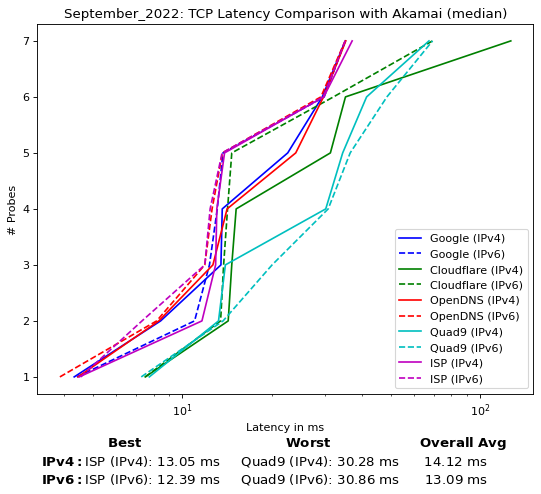 September_2022: TCP Latency Comparison with Akamai (median)
7
6
5
4
3
2
1
# Probes
Google (IPv4)
Google (IPv6)
Cloudflare (IPv4)
Cloudflare (IPv6)
OpenDNS (IPv4)
OpenDNS (IPv6)
Quad9 (IPv4)
Quad9 (IPv6)
ISP (IPv4)
ISP (IPv6)
10¹ 10²
Latency in ms
Best Worst Overall Avg
IPv4: ISP (IPv4): 13.05 ms Quad9 (IPv4): 30.28 ms 14.12 ms
IPv6: ISP (IPv6): 12.39 ms Quad9 (IPv6): 30.86 ms 13.09 ms